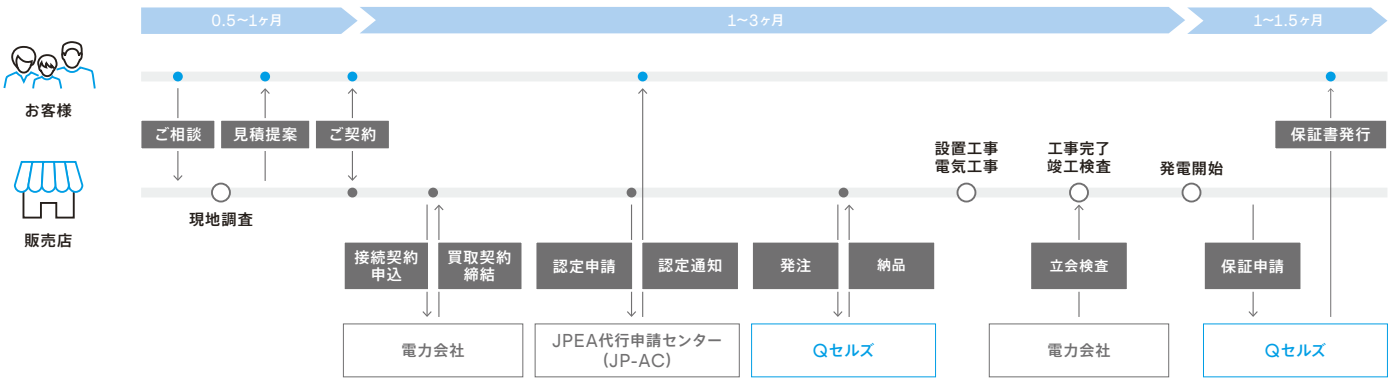 0.5〜1ヶ月
1〜3ヶ月
1〜1.5ヶ月
お客様
ご相談
見積提案
ご契約
保証書発行
販売店
現地調査
設置工事
電気工事
工事完了
竣工検査
発電開始
接続契約
申込
買取契約
締結
認定申請
認定通知
発注
納品
立会検査
保証申請
電力会社
JPEA代行申請センター
(JP-AC)
Qセルズ
電力会社
Qセルズ